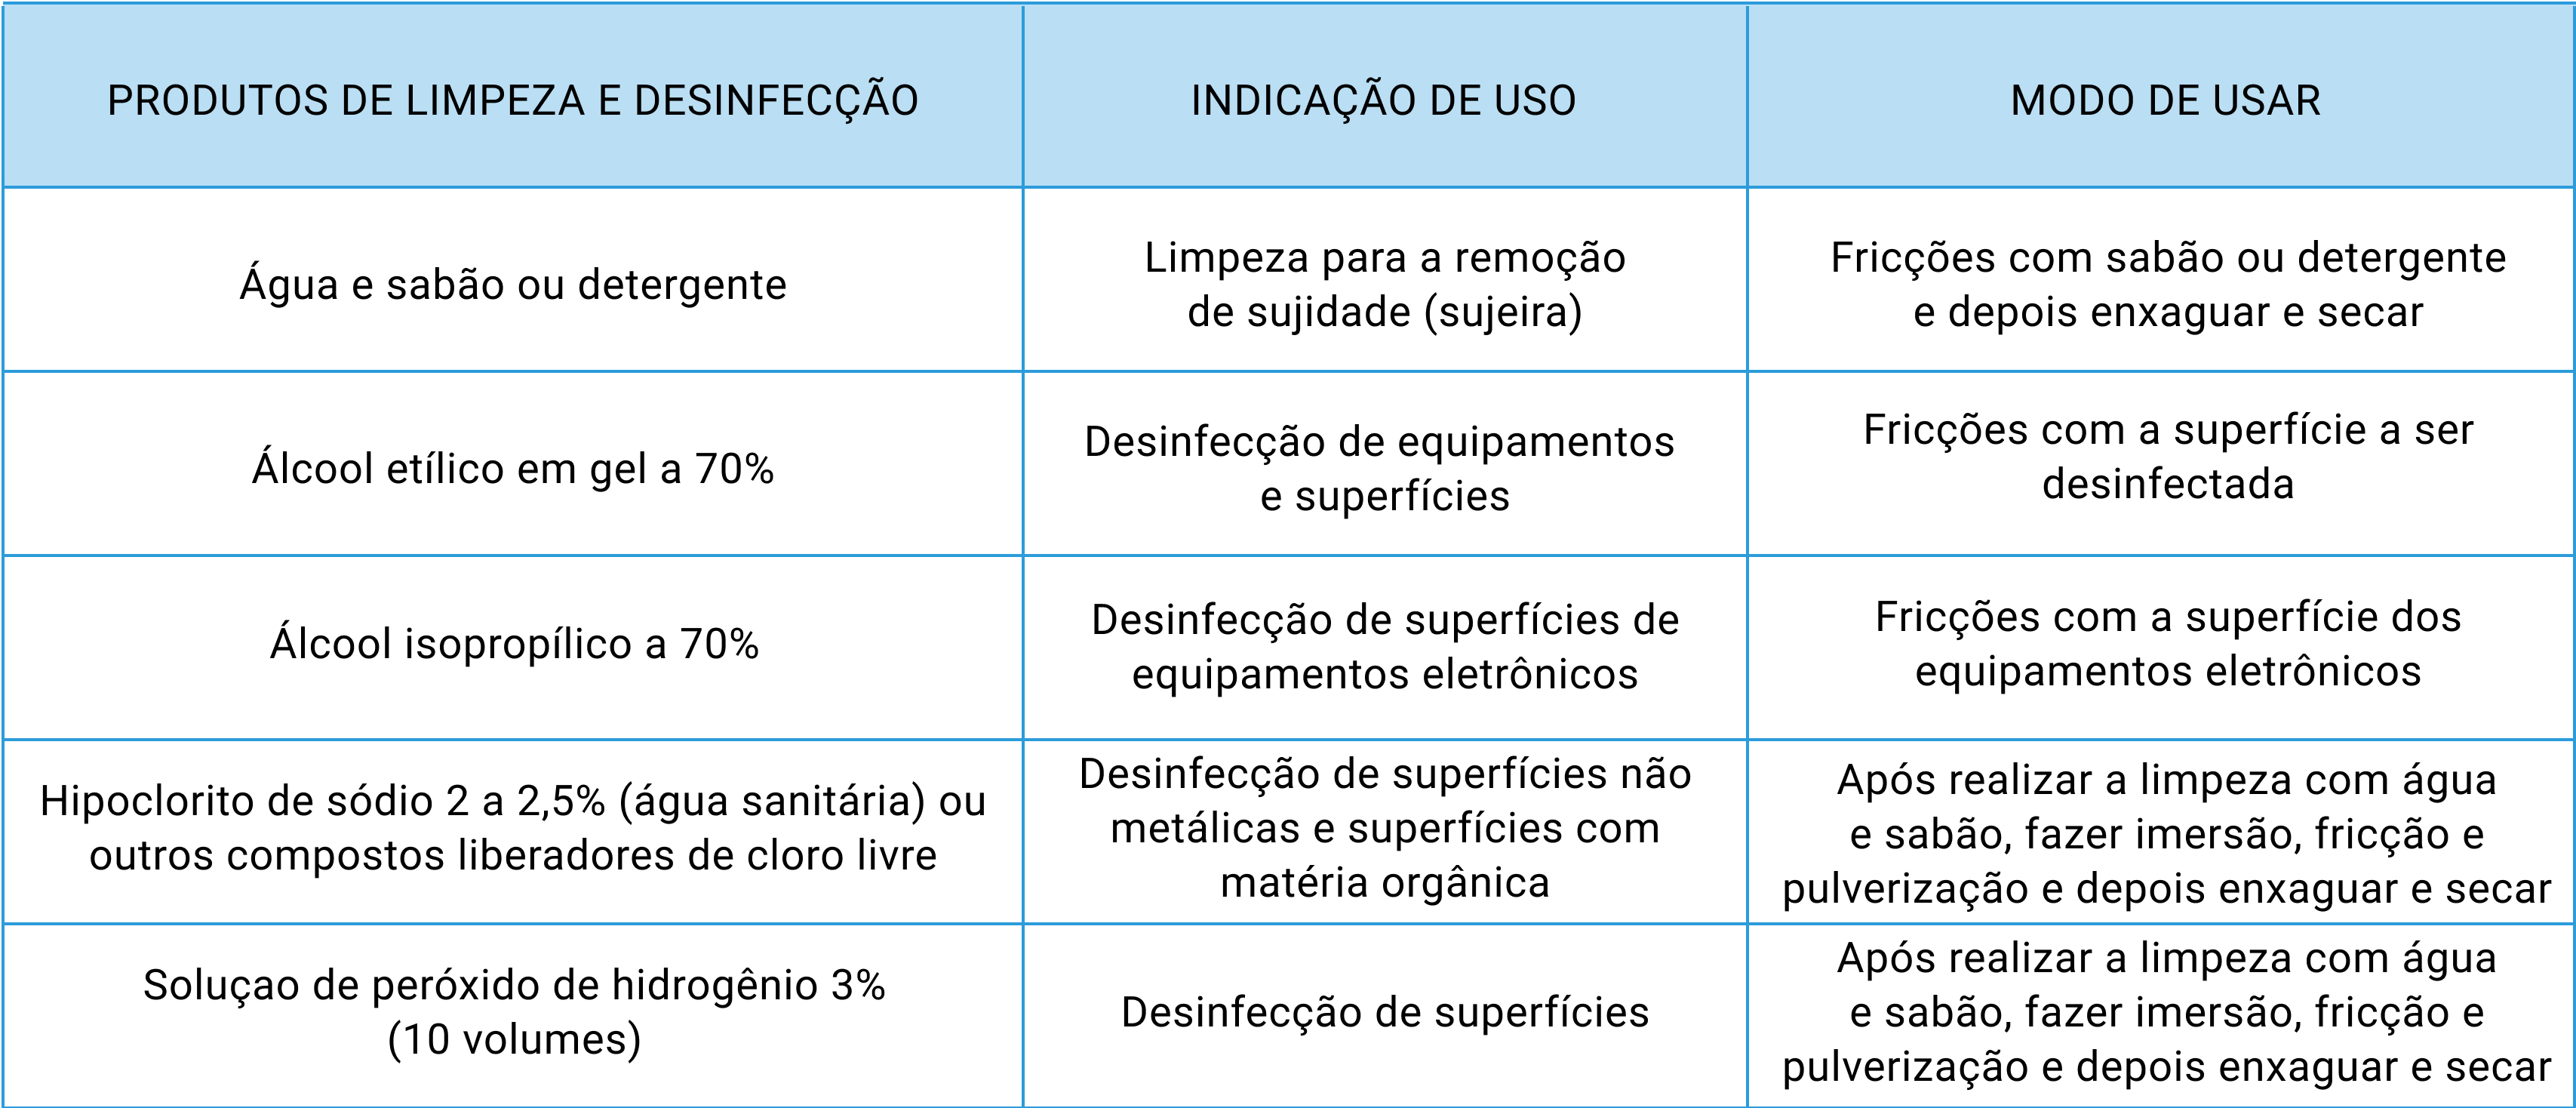 PRODUTOS DE LIMPEZA E DESINFECÇÃO
INDICAÇÃO DE USO
MODO DE USAR
Água e sabão ou detergente
Limpeza para a remoção
de sujidade (sujeira)
Fricções com sabão ou detergente
e depois enxaguar e secar
Álcool etílico em gel a 70%
Desinfecção de equipamentos
e superfícies
Fricções com a superfície a ser
desinfectada
Álcool isopropílico a 70%
Desinfecção de superfícies de
equipamentos eletrônicos
Fricções com a superfície dos
equipamentos eletrônicos
Hipoclorito de sódio 2 a 2,5% (água sanitária) ou
outros compostos liberadores de cloro livre
Desinfecção de superfícies não
metálicas e superfícies com
matéria orgânica
Após realizar a limpeza com água
e sabão, fazer imersão, fricção e
pulverização e depois enxaguar e secar
Soluçao de peróxido de hidrogênio 3%
(10 volumes)
Desinfecção de superfícies
Após realizar a limpeza com água
e sabão, fazer imersão, fricção e
pulverização e depois enxaguar e secar